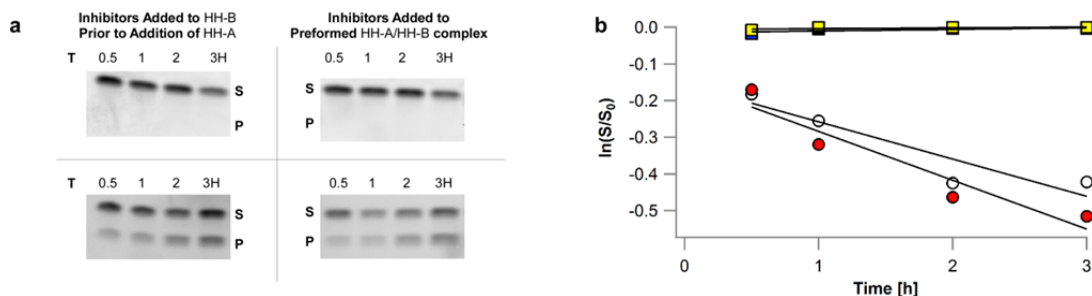 a
Inhibitors Added to HH-B
Prior to Addition of HH-A
Inhibitors Added to
Preformed HH-A/HH-B complex
T 0.5 1 2 3H
0.5 1 2 3H
S
S
P
P
T 0.5 1 2 3H
0.5 1 2 3H
S
S
P
P
b
0.0
-0.1
-0.2
-0.3
-0.4
-0.5
ln(S/S₀)
0 1 2 3
Time [h]